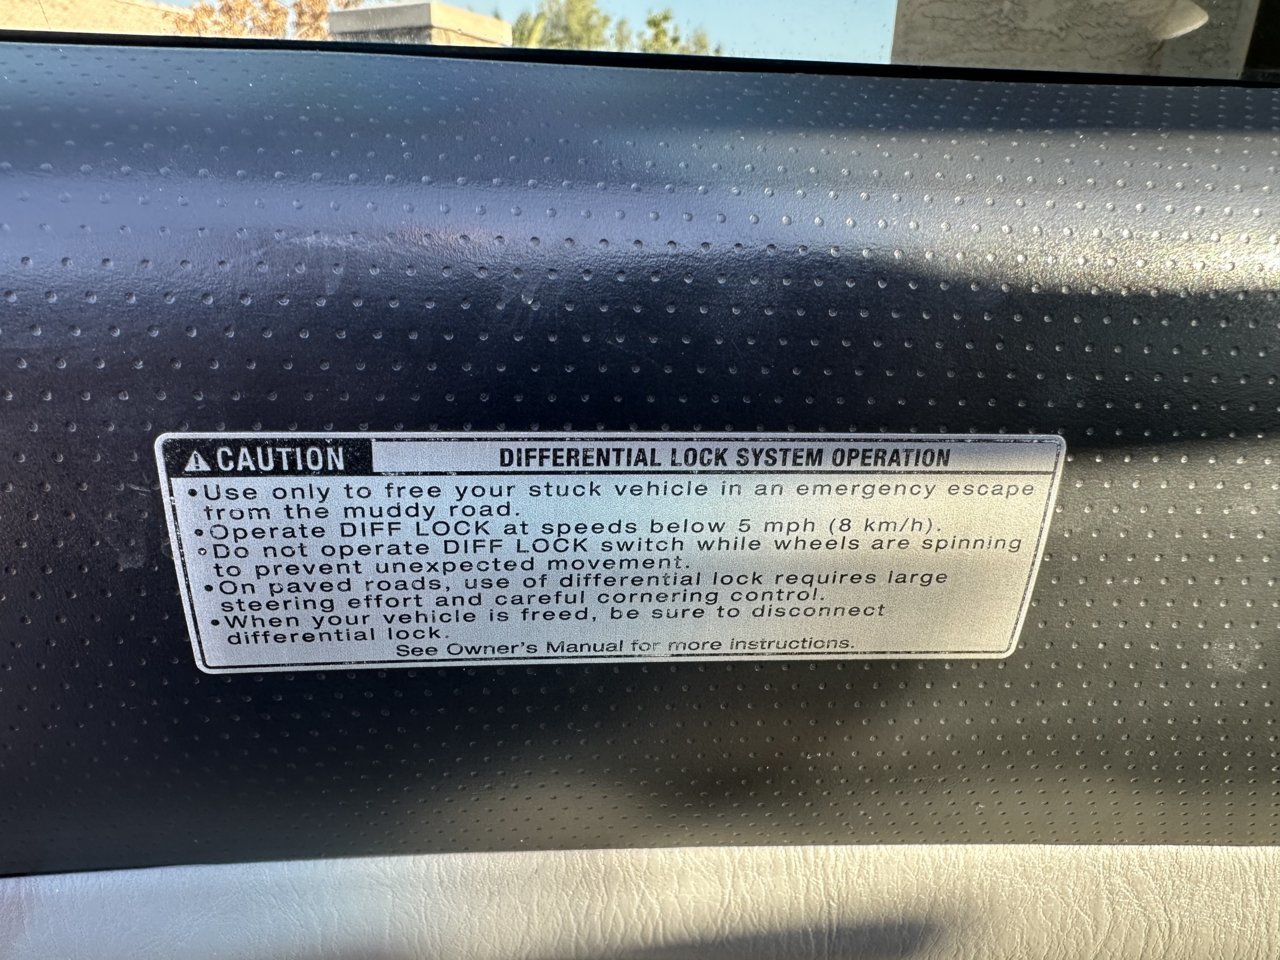 ⚠CAUTION DIFFERENTIAL LOCK SYSTEM OPERATION
•Use only to free your stuck vehicle in an emergency escape
from the muddy road.
•Operate DIFF LOCK at speeds below 5 mph (8 km/h).
•Do not operate DIFF LOCK switch while wheels are spinning
to prevent unexpected movement.
•On paved roads, use of differential lock requires large
steering effort and careful cornering control.
•When your vehicle is freed, be sure to disconnect
differential lock.
See Owner's Manual for more instructions.